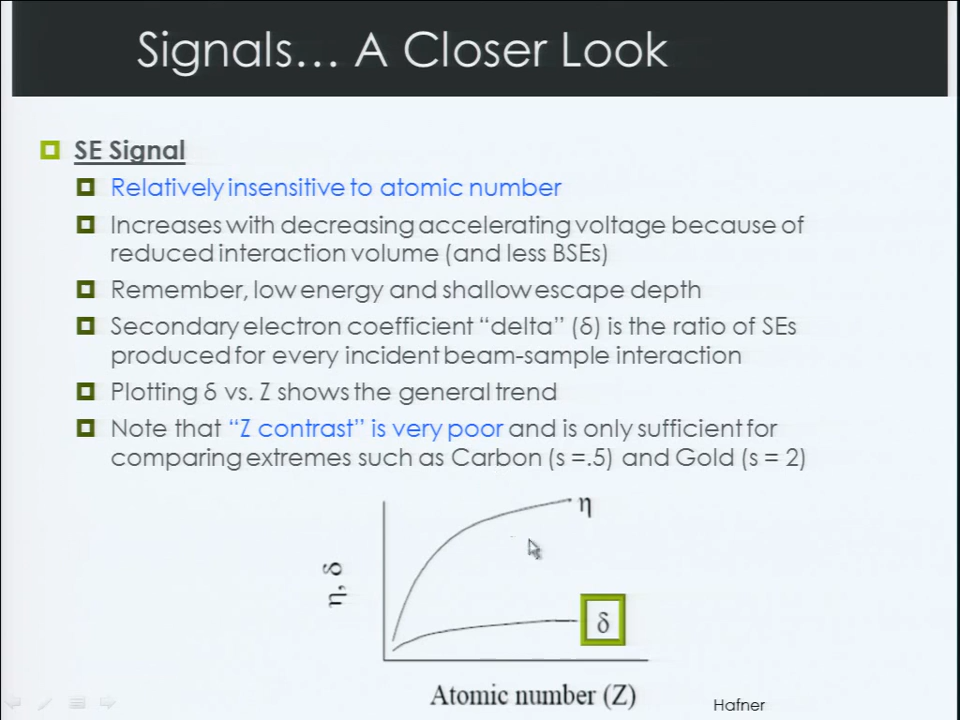 Signals... A Closer Look
SE Signal
Relatively insensitive to atomic number
Increases with decreasing accelerating voltage because of
reduced interaction volume (and less BSEs)
Remember, low energy and shallow escape depth
Secondary electron coefficient “delta” (δ) is the ratio of SEs
produced for every incident beam-sample interaction
Plotting δ vs. Z shows the general trend
Note that “Z contrast” is very poor and is only sufficient for
comparing extremes such as Carbon (s =.5) and Gold (s = 2)
η
η, δ
δ
Atomic number (Z)
Hafner